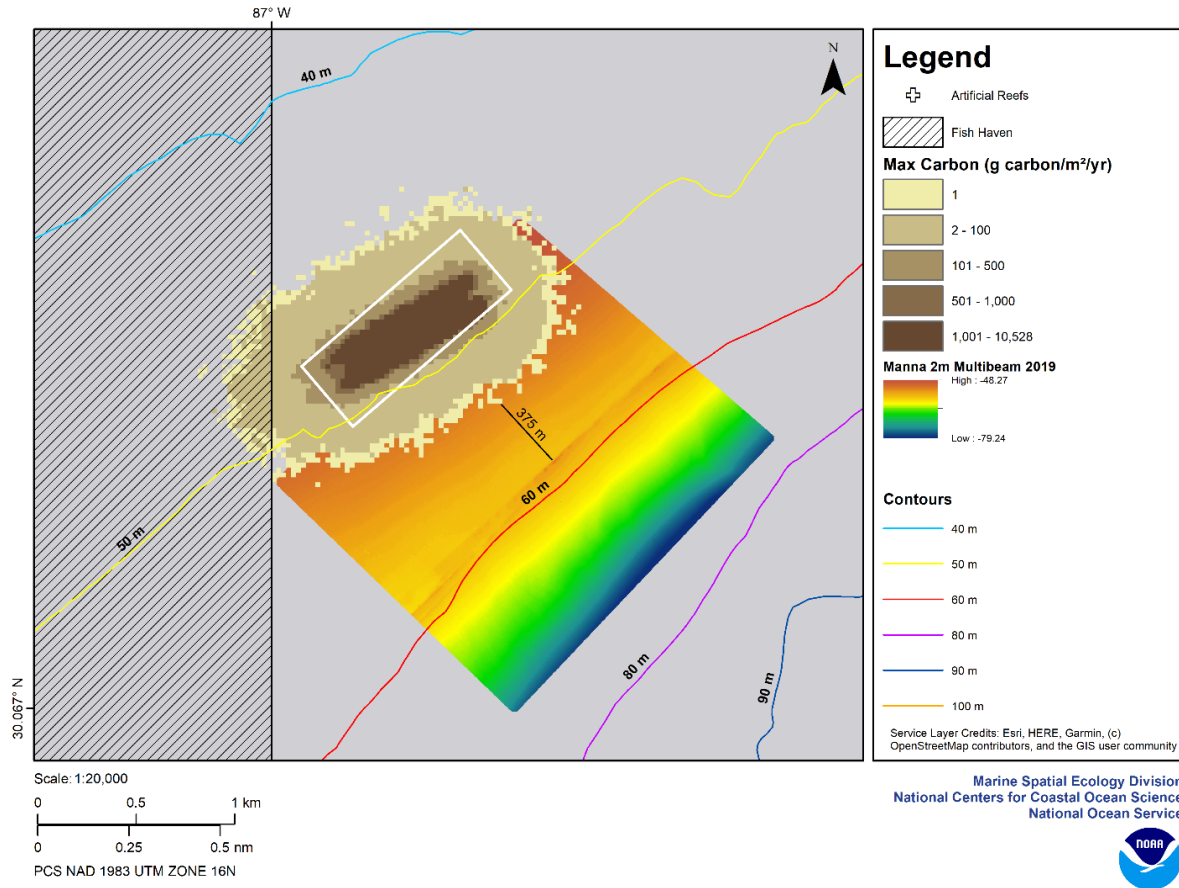 87° W
N
40 m
375 m
60 m
50 m
80 m
90 m
30.067° N
Scale: 1:20,000
0 0.5 1 km
0 0.25 0.5 nm
PCS NAD 1983 UTM ZONE 16N
Legend
Artificial Reefs
Fish Haven
Max Carbon (g carbon/m²/yr)
1
2 - 100
101 - 500
501 - 1,000
1,001 - 10,528
Manna 2m Multibeam 2019
High : -48.27
Low : -79.24
Contours
40 m
50 m
60 m
80 m
90 m
100 m
Service Layer Credits: Esri, HERE, Garmin, (c)
OpenStreetMap contributors, and the GIS user community
Marine Spatial Ecology Division
National Centers for Coastal Ocean Science
National Ocean Service
NOAA